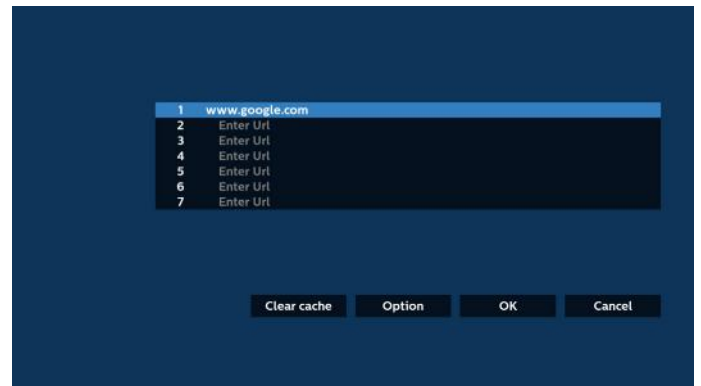 1 www.google.com
2 Enter Url
3 Enter Url
4 Enter Url
5 Enter Url
6 Enter Url
7 Enter Url
Clear cache Option OK Cancel